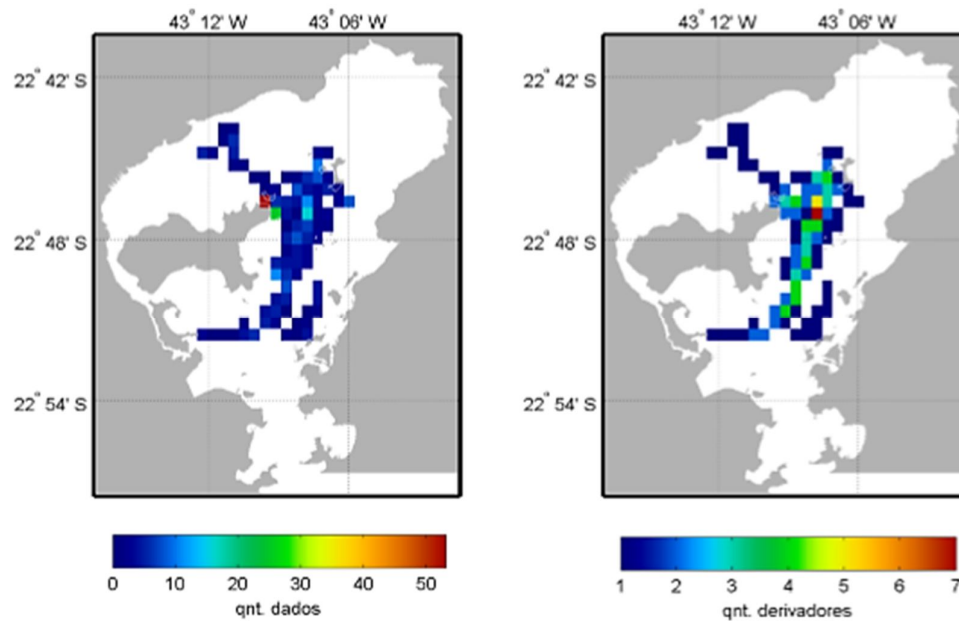 43° 12' W 43° 06' W
22° 42' S
22° 48' S
22° 54' S
0 10 20 30 40 50
qnt. dados
43° 12' W 43° 06' W
22° 42' S
22° 48' S
22° 54' S
1 2 3 4 5 6 7
qnt. derivadores